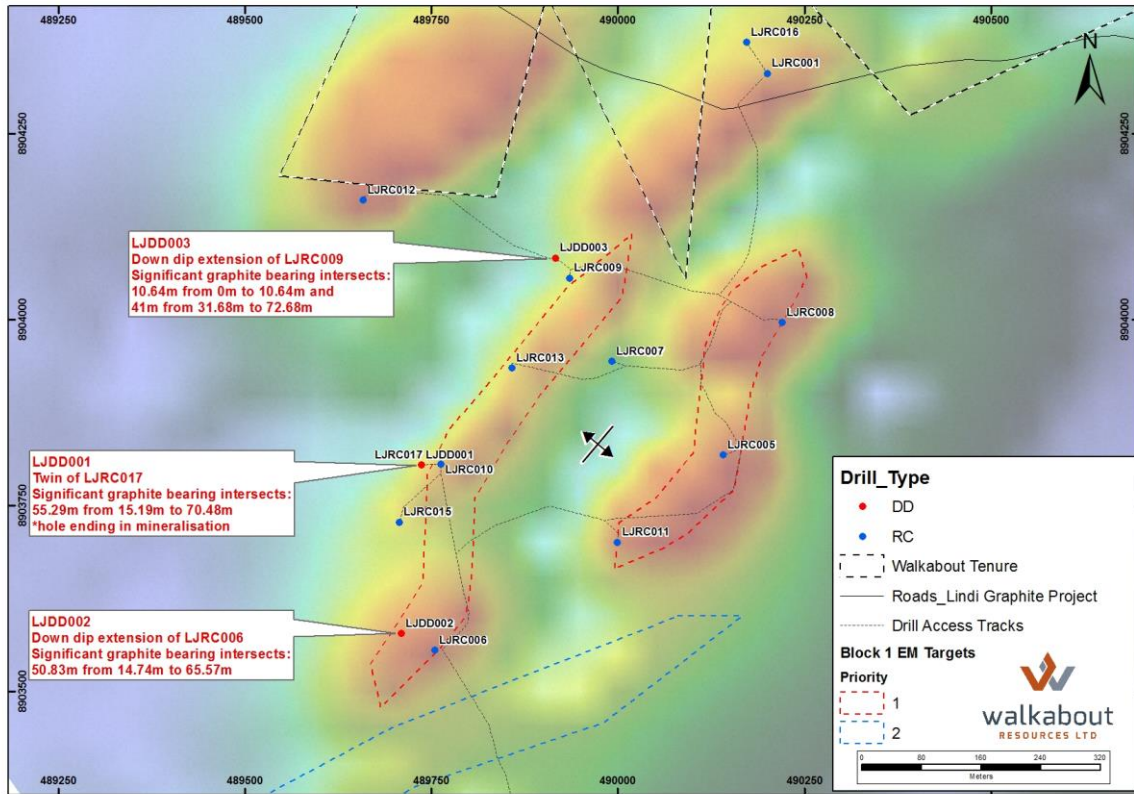 489250
489500
489750
490000
490250
490500
8904250
8904000
8903750
8903500
8904250
8904000
8903750
8903500
N
LJRC016
LJRC001
LJRC012
LJDD003
LJRC009
LJRC008
LJRC013
LJRC007
LJRC017 LJDD001
LJRC010
LJRC005
LJRC015
LJRC011
LJDD002
LJRC006
LJDD003
Down dip extension of LJRC009
Significant graphite bearing intersects:
10.64m from 0m to 10.64m and
41m from 31.68m to 72.68m
LJDD001
Twin of LJRC017
Significant graphite bearing intersects:
55.29m from 15.19m to 70.48m
*hole ending in mineralisation
LJDD002
Down dip extension of LJRC006
Significant graphite bearing intersects:
50.83m from 14.74m to 65.57m
Drill_Type
DD
RC
Walkabout Tenure
Roads_Lindi Graphite Project
Drill Access Tracks
Block 1 EM Targets
Priority
1
2
walkabout
RESOURCES LTD
0 80 160 240 320
Meters
489250
489500
489750
490000
490250
490500